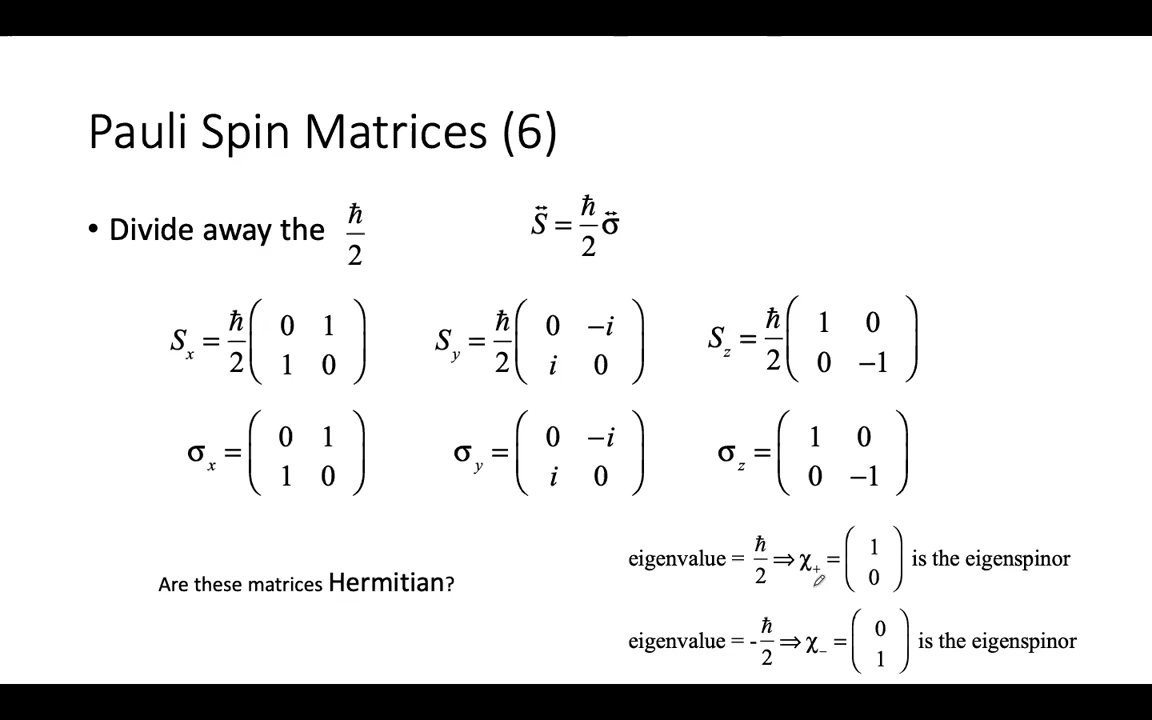 Pauli Spin Matrices (6)
• Divide away the ħ/2    S⃡ = ħ/2 σ⃡
Sx = ħ/2 ( 0 1 ; 1 0 )    Sy = ħ/2 ( 0 −i ; i 0 )    Sz = ħ/2 ( 1 0 ; 0 −1 )
σx = ( 0 1 ; 1 0 )    σy = ( 0 −i ; i 0 )    σz = ( 1 0 ; 0 −1 )
eigenvalue = ħ/2 ⇒ χ+ = ( 1 ; 0 ) is the eigenspinor
Are these matrices Hermitian?
eigenvalue = -ħ/2 ⇒ χ− = ( 0 ; 1 ) is the eigenspinor